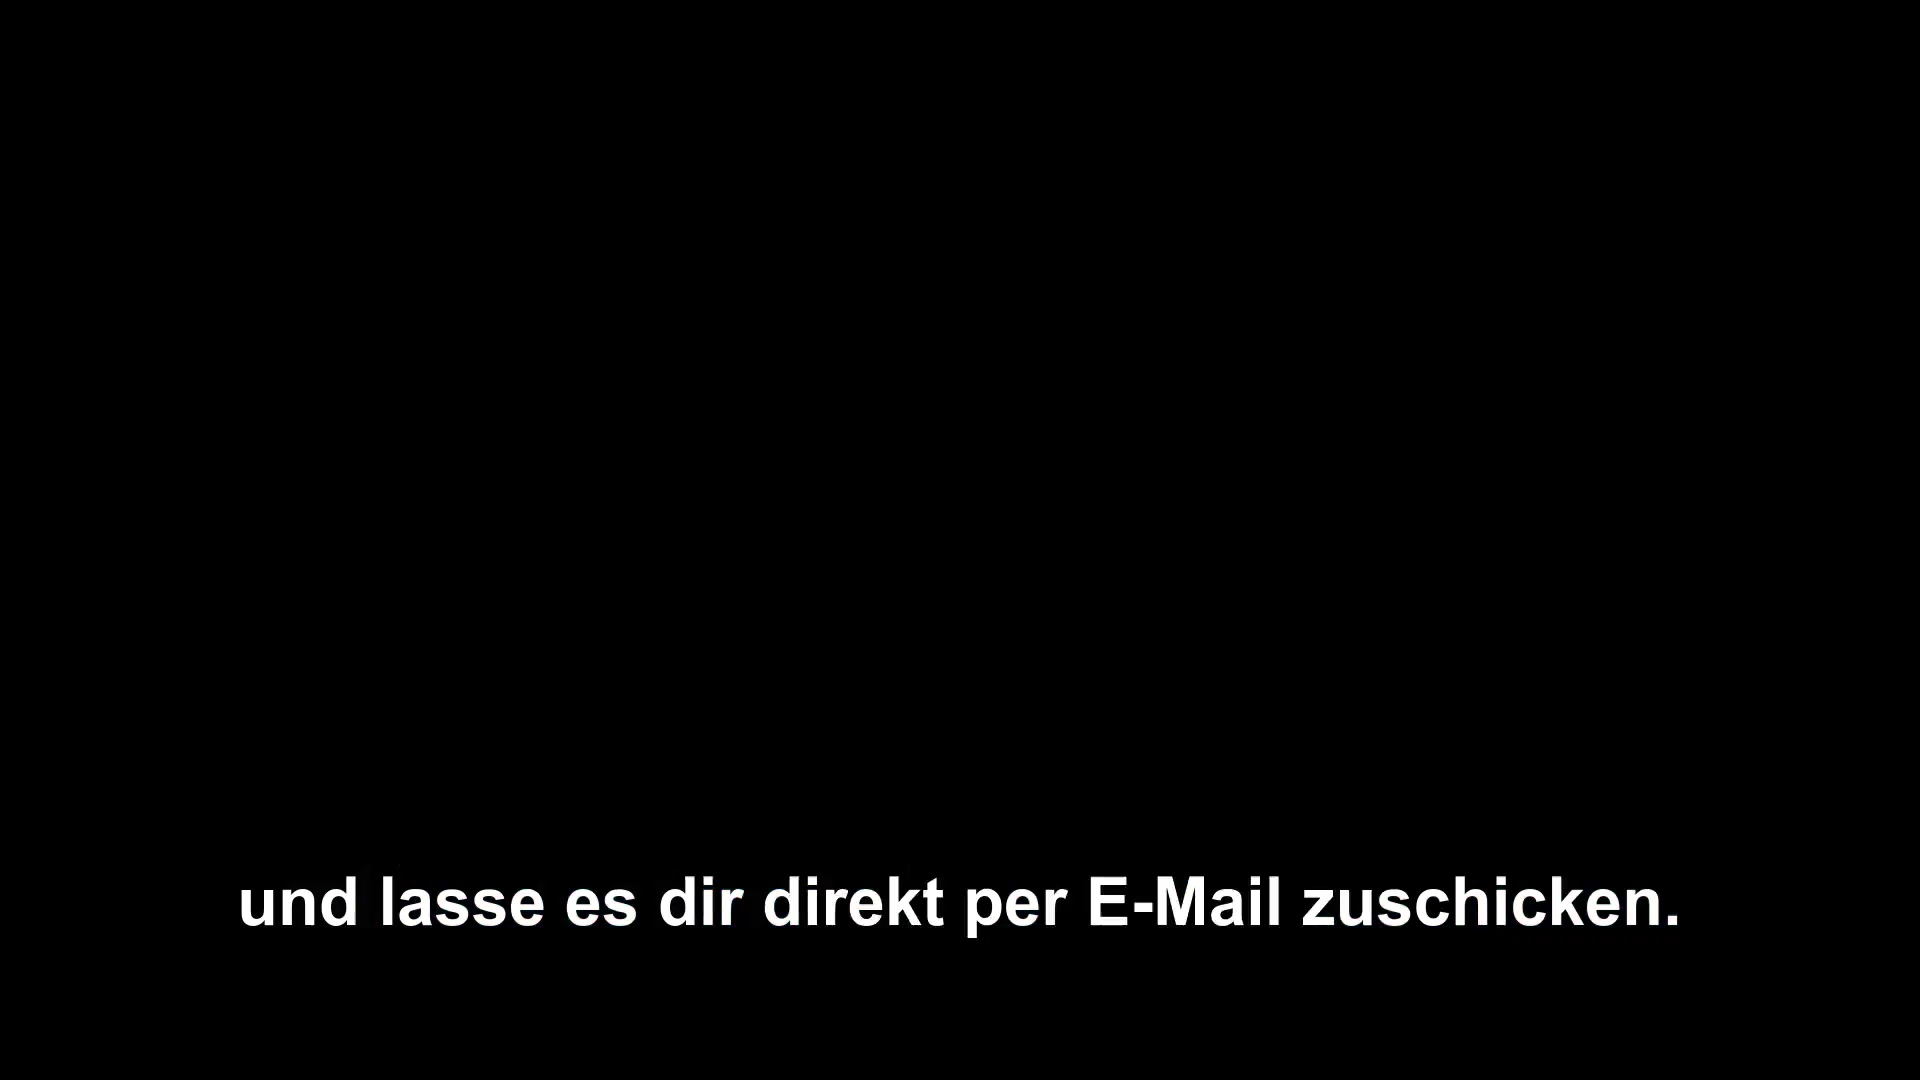 und lasse es dir direkt per E-Mail zuschicken.